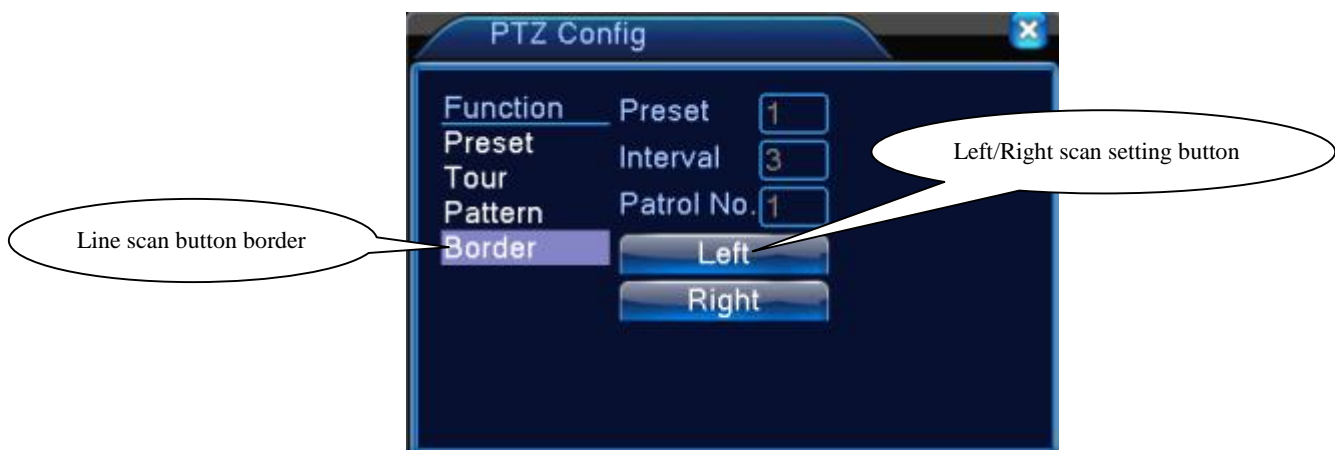 PTZ Config
Function
Preset
Tour
Pattern
Border
Preset 1
Interval 3
Patrol No. 1
Left
Right
Line scan button border
Left/Right scan setting button